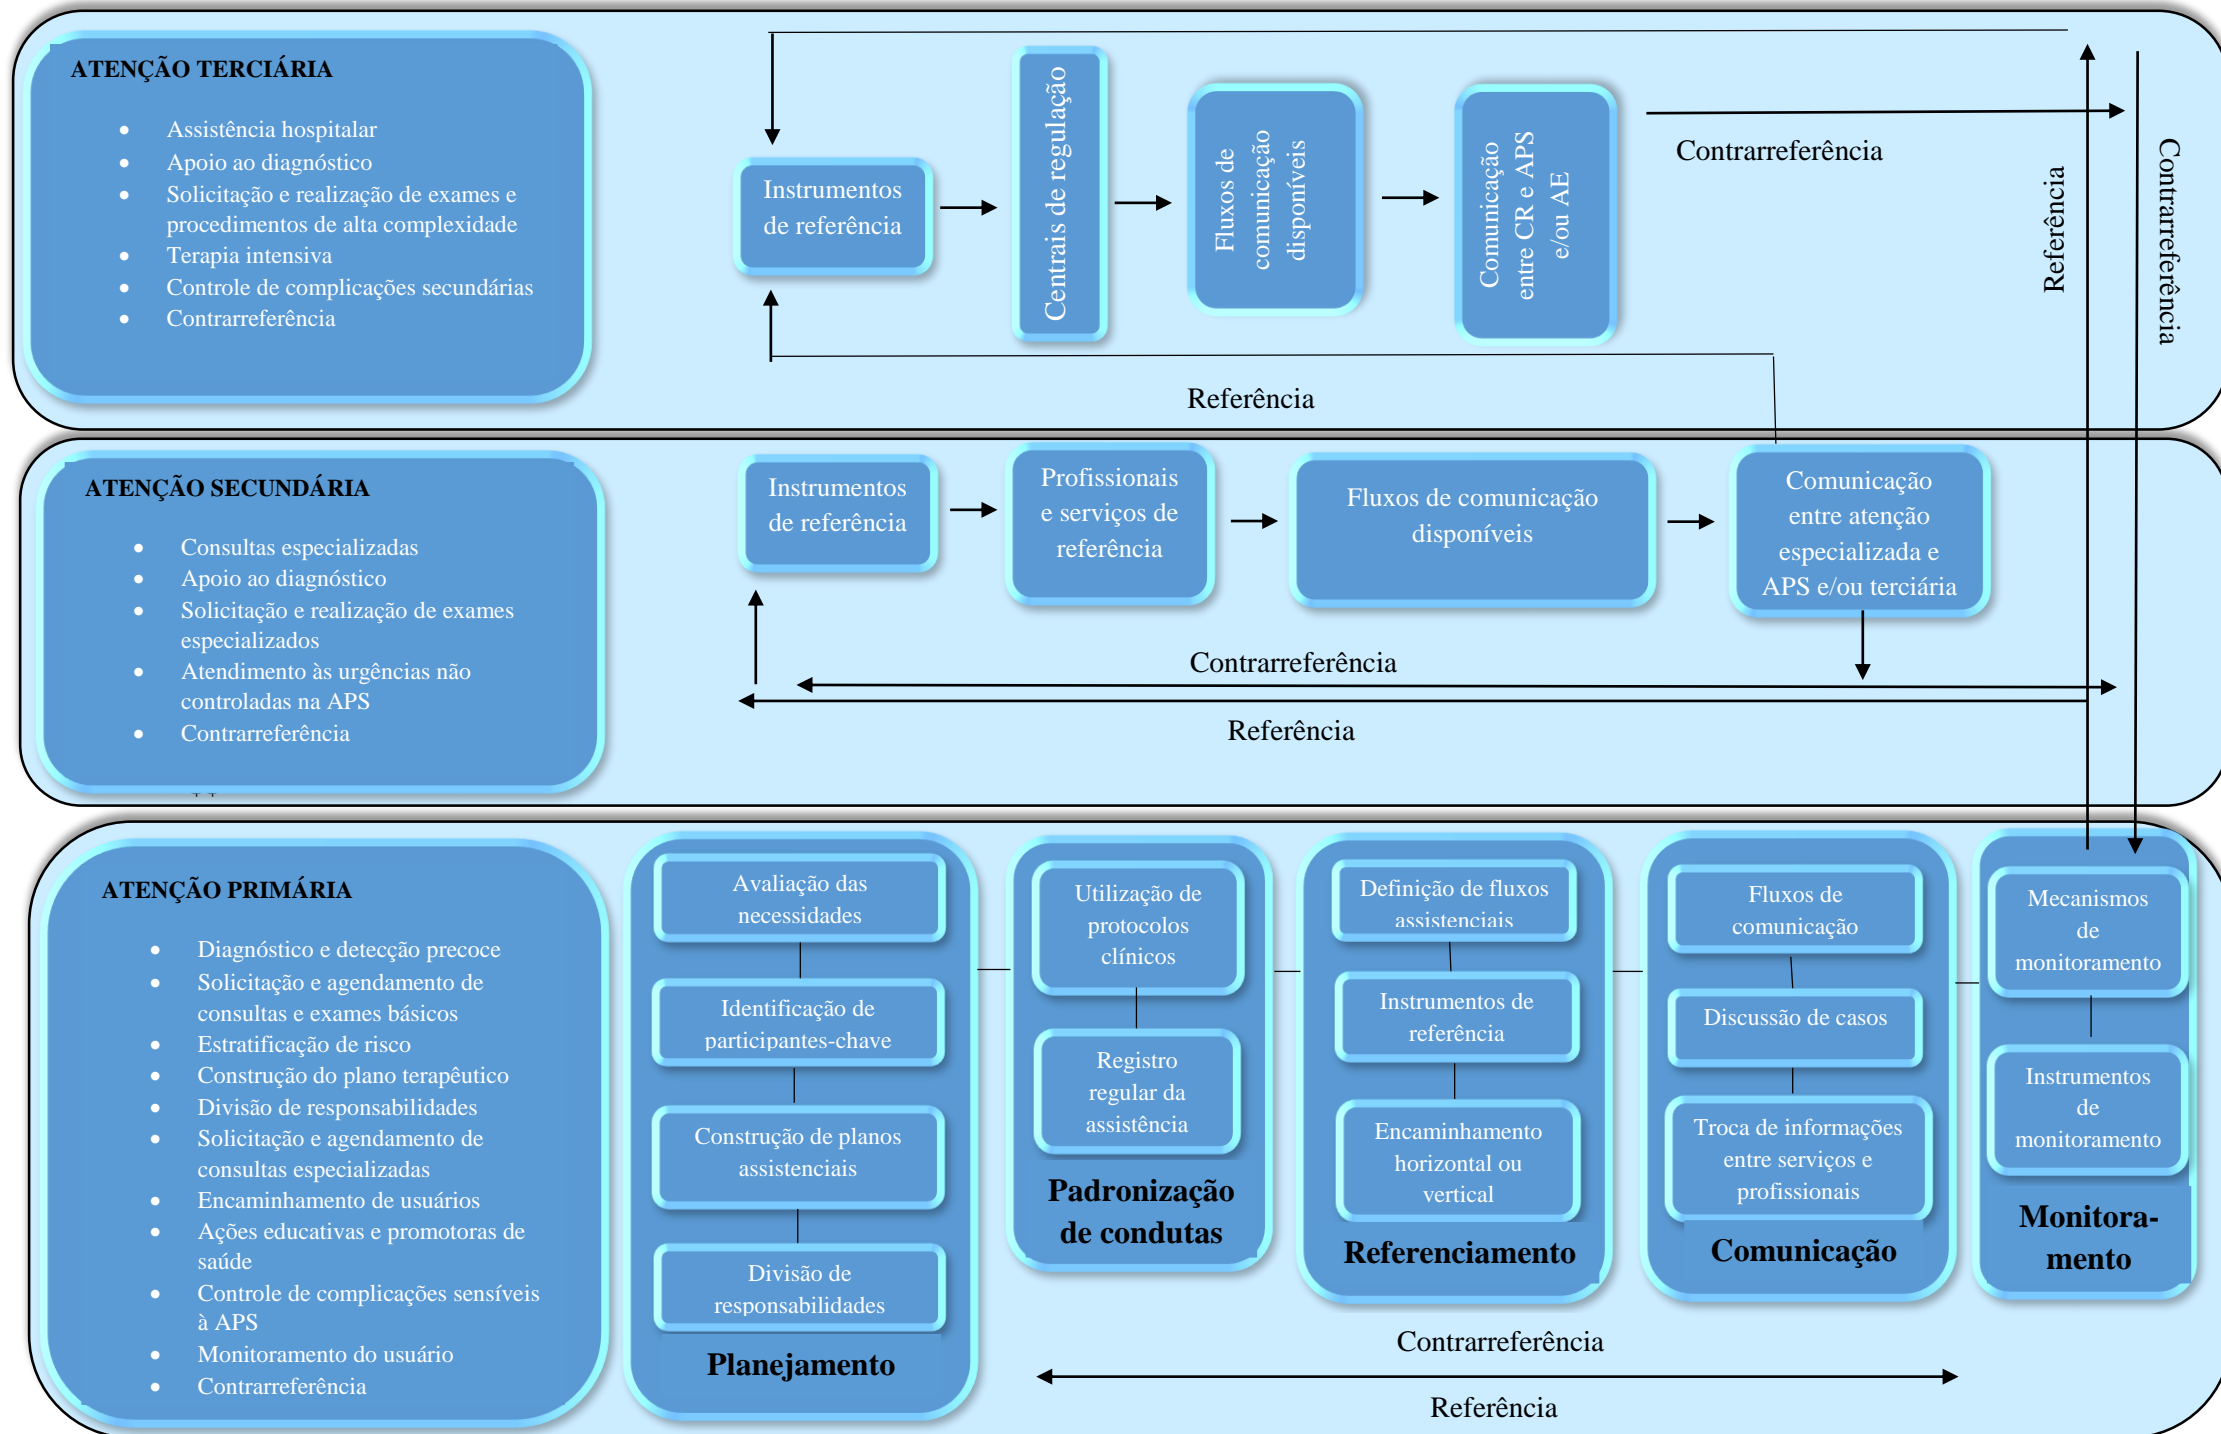 ATENÇÃO TERCIÁRIA
Assistência hospitalar
Apoio ao diagnóstico
Solicitação e realização de exames e
procedimentos de alta complexidade
Terapia intensiva
Controle de complicações secundárias
Contrarreferência
Instrumentos
de referência
Centrais de regulação
Fluxos de
comunicação
disponíveis
Comunicação
entre CR e APS
e/ou AE
Contrarreferência
Referência
Contrarreferência
Referência
ATENÇÃO SECUNDÁRIA
Consultas especializadas
Apoio ao diagnóstico
Solicitação e realização de exames
especializados
Atendimento às urgências não
controladas na APS
Contrarreferência
Instrumentos
de referência
Profissionais
e serviços de
referência
Fluxos de comunicação
disponíveis
Comunicação
entre atenção
especializada e
APS e/ou terciária
Contrarreferência
Referência
ATENÇÃO PRIMÁRIA
Diagnóstico e detecção precoce
Solicitação e agendamento de
consultas e exames básicos
Estratificação de risco
Construção do plano terapêutico
Divisão de responsabilidades
Solicitação e agendamento de
consultas especializadas
Encaminhamento de usuários
Ações educativas e promotoras de
saúde
Controle de complicações sensíveis
à APS
Monitoramento do usuário
Contrarreferência
Avaliação das
necessidades
Identificação de
participantes-chave
Construção de planos
assistenciais
Divisão de
responsabilidades
Planejamento
Utilização de
protocolos
clínicos
Registro
regular da
assistência
Padronização
de condutas
Definição de fluxos
assistenciais
Instrumentos de
referência
Encaminhamento
horizontal ou
vertical
Referenciamento
Fluxos de
comunicação
Discussão de casos
Troca de informações
entre serviços e
profissionais
Comunicação
Mecanismos
de
monitoramento
Instrumentos
de
monitoramento
Monitora-
mento
Contrarreferência
Referência